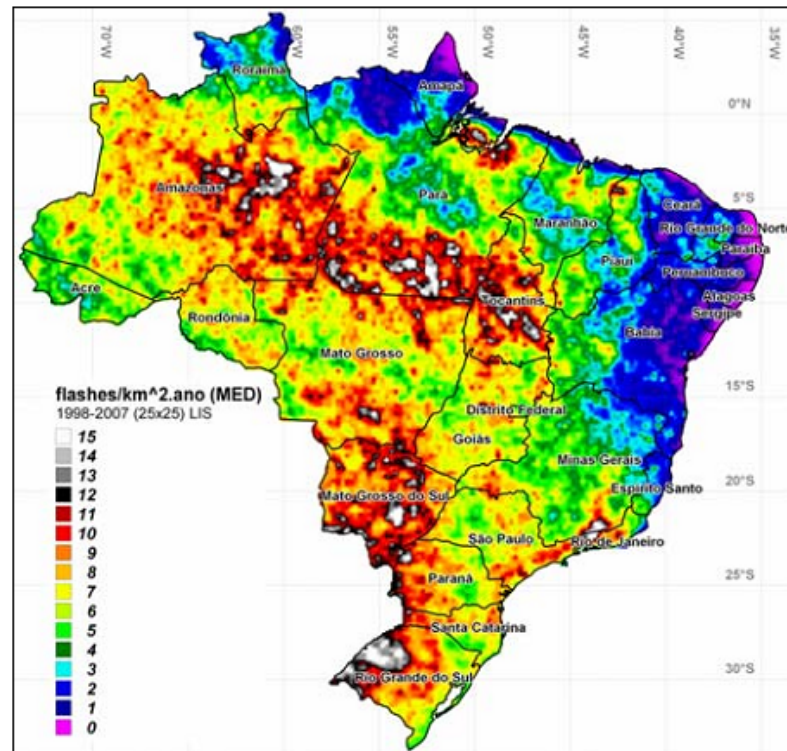 70°W
60°W
55°W
50°W
45°W
40°W
35°W
Roraima
Amapá
0°N
Amazonas
Pará
5°S
Ceará
Maranhão
Rio Grande do Norte
Paraíba
Piauí
Pernambuco
Acre
Tocantins
Alagoas
Sergipe
10°S
Rondônia
Bahia
Mato Grosso
15°S
flashes/km^2.ano (MED)
1998-2007 (25x25) LIS
Distrito Federal
Goiás
15
14
Minas Gerais
13
Espírito Santo
20°S
12
Mato Grosso do Sul
11
10
São Paulo
Rio de Janeiro
9
8
Paraná
25°S
7
6
Santa Catarina
5
4
Rio Grande do Sul
30°S
3
2
1
0